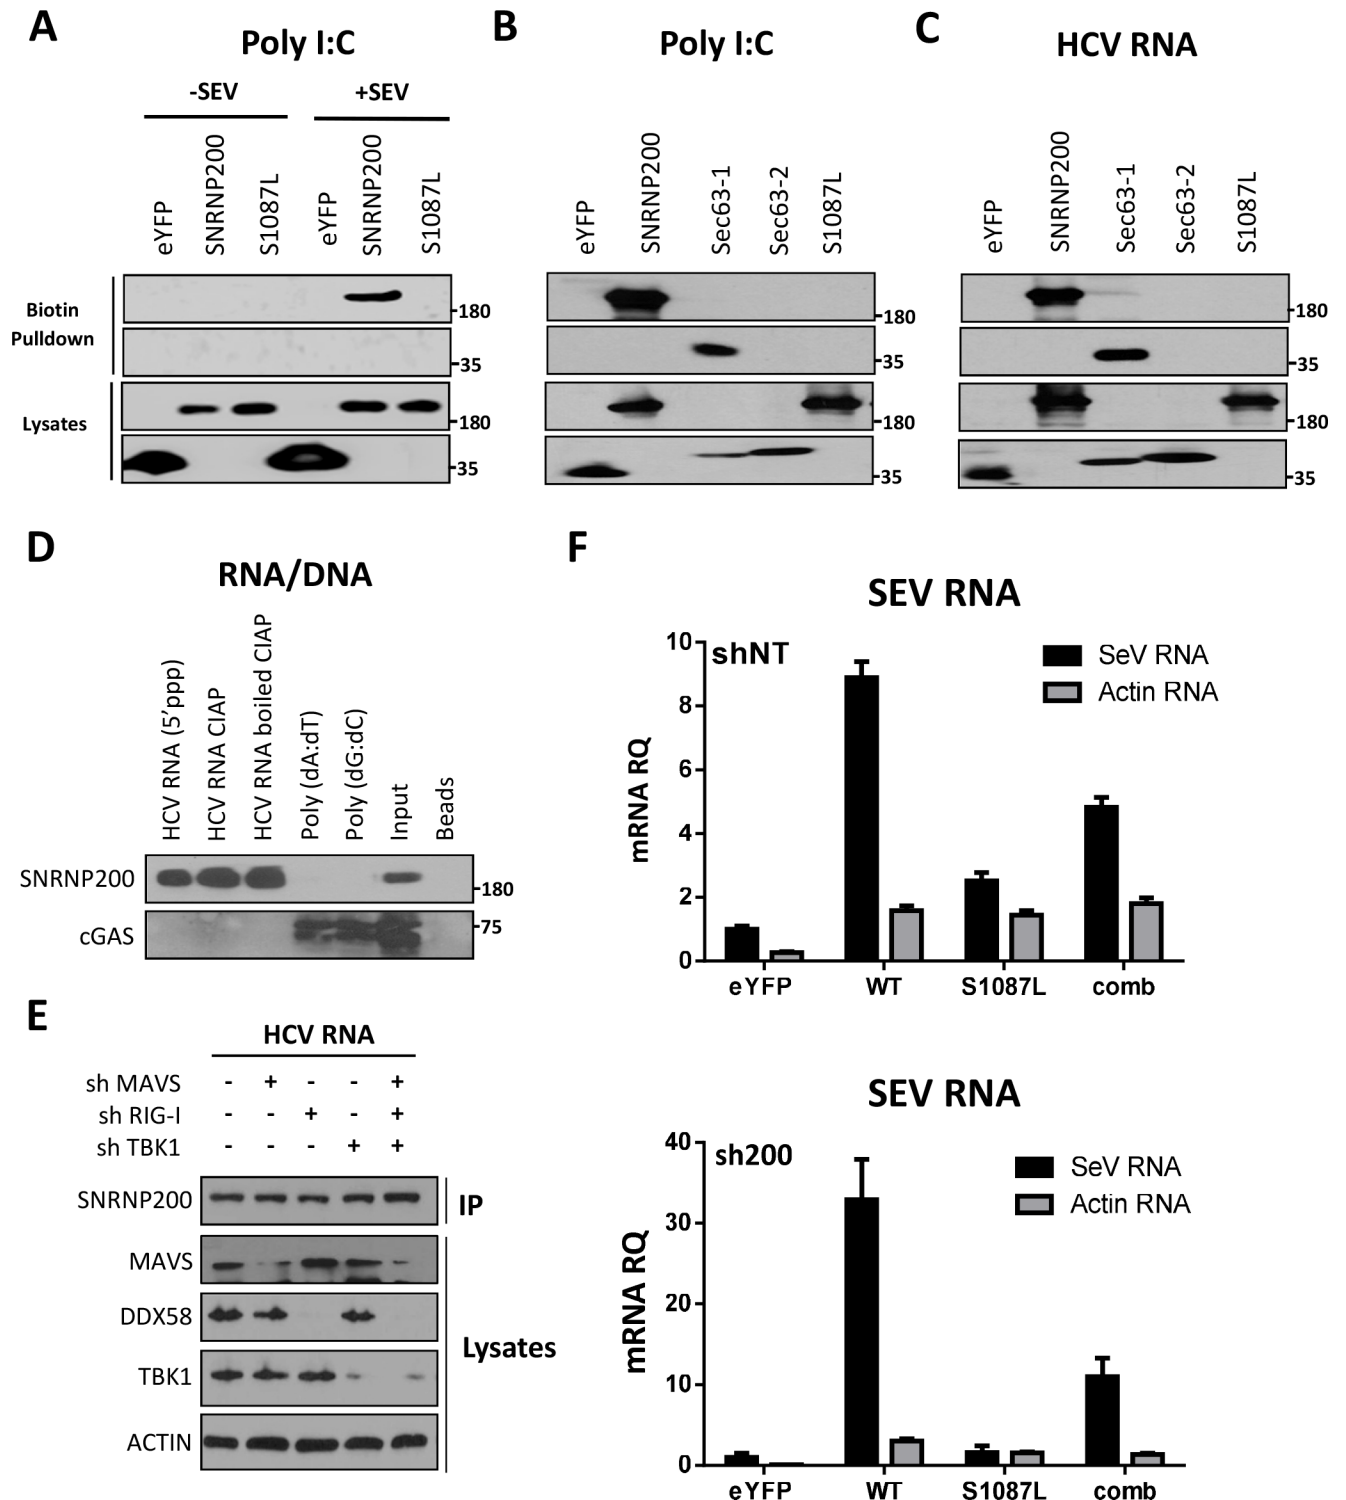 A
Poly I:C
-SEV +SEV
eYFP SNRNP200 S1087L eYFP SNRNP200 S1087L
Biotin Pulldown
-180
-35
Lysates
-180
-35
B
Poly I:C
eYFP SNRNP200 Sec63-1 Sec63-2 S1087L
-180
-35
-180
-35
C
HCV RNA
eYFP SNRNP200 Sec63-1 Sec63-2 S1087L
-180
-35
-180
-35
D
RNA/DNA
HCV RNA (5'ppp) HCV RNA CIAP HCV RNA boiled CIAP Poly (dA:dT) Poly (dG:dC) Input Beads
SNRNP200 -180
cGAS -75
E
HCV RNA
sh MAVS - + - - +
sh RIG-I - - + - +
sh TBK1 - - - + +
SNRNP200 IP
MAVS
DDX58
Lysates
TBK1
ACTIN
F
SEV RNA
shNT
SeV RNA
Actin RNA
mRNA RQ
10
8
6
4
2
0
eYFP WT S1087L comb
SEV RNA
sh200
SeV RNA
Actin RNA
mRNA RQ
40
30
20
10
0
eYFP WT S1087L comb